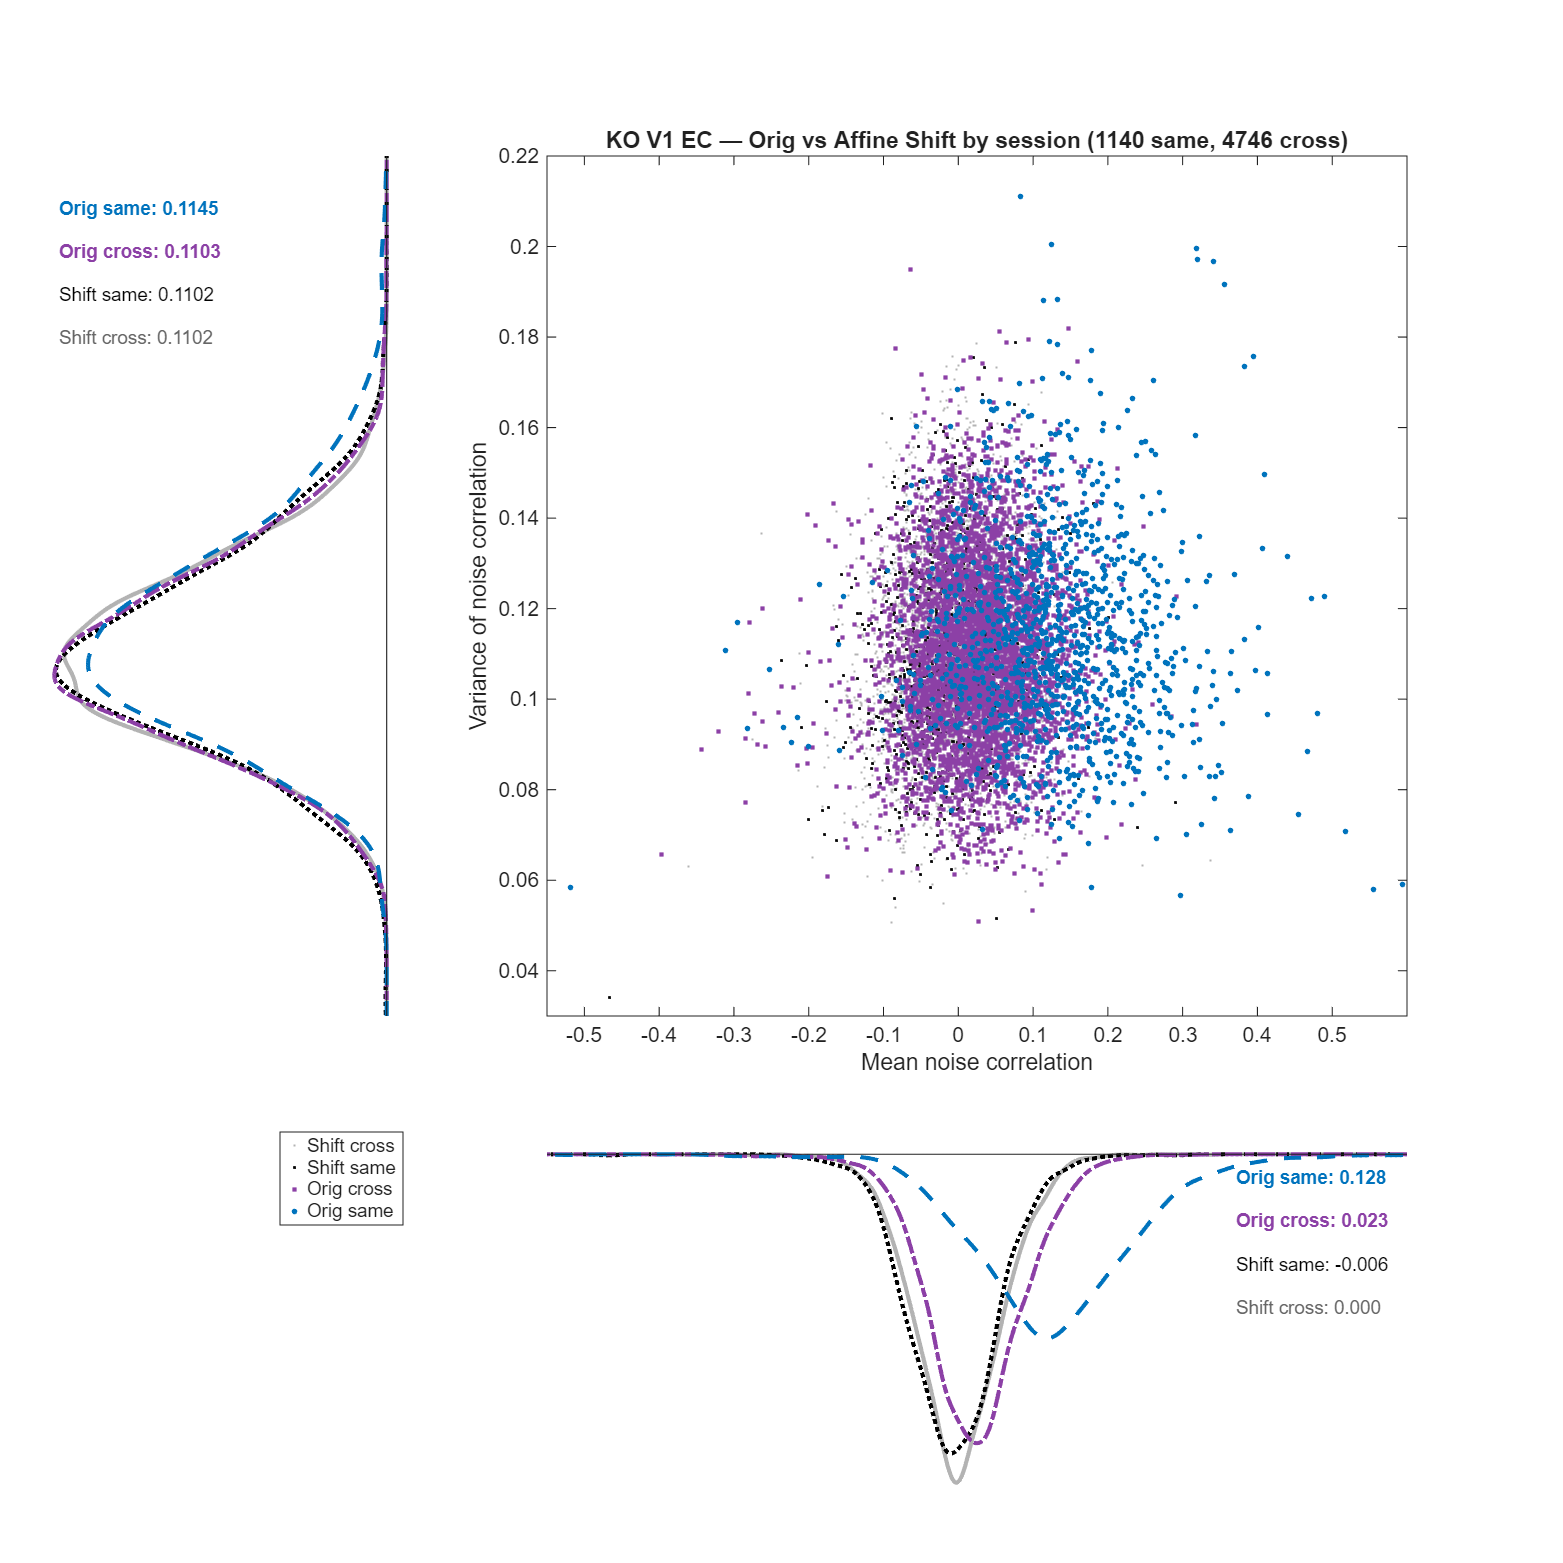 KO V1 EC — Orig vs Affine Shift by session (1140 same, 4746 cross)
Orig same: 0.1145
Orig cross: 0.1103
Shift same: 0.1102
Shift cross: 0.1102
Variance of noise correlation
0.22
0.2
0.18
0.16
0.14
0.12
0.1
0.08
0.06
0.04
-0.5 -0.4 -0.3 -0.2 -0.1 0 0.1 0.2 0.3 0.4 0.5
Mean noise correlation
Shift cross
Shift same
Orig cross
Orig same
Orig same: 0.128
Orig cross: 0.023
Shift same: -0.006
Shift cross: 0.000